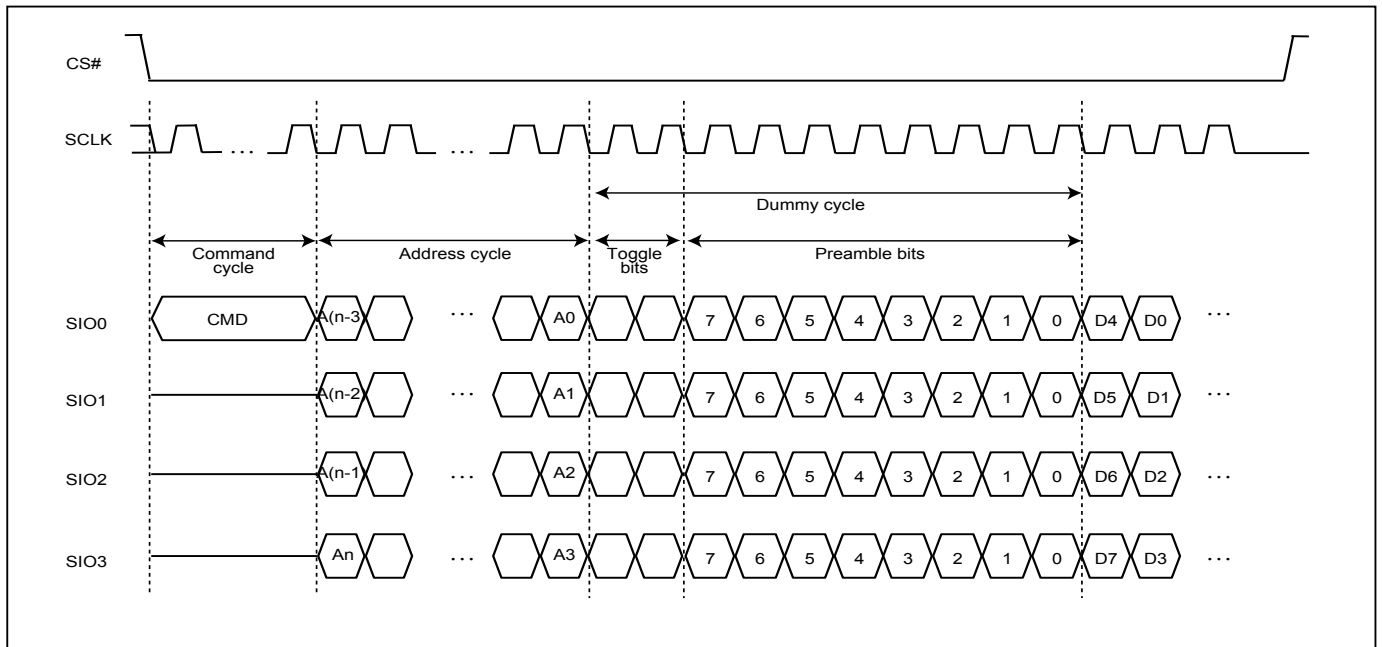 CS#
SCLK ... ...
Dummy cycle
Command cycle Address cycle Toggle bits Preamble bits
SIO0 CMD A(n-3) ... A0 7 6 5 4 3 2 1 0 D4 D0 ...
SIO1 A(n-2) ... A1 7 6 5 4 3 2 1 0 D5 D1 ...
SIO2 A(n-1) ... A2 7 6 5 4 3 2 1 0 D6 D2 ...
SIO3 An ... A3 7 6 5 4 3 2 1 0 D7 D3 ...